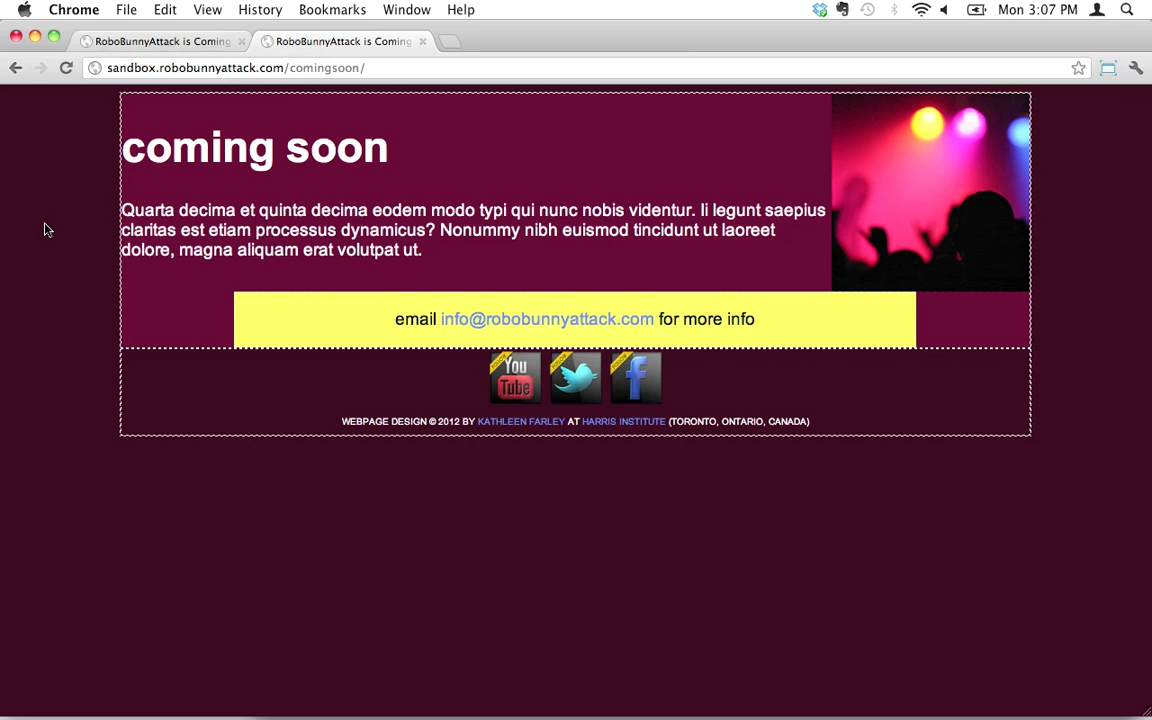 Chrome File Edit View History Bookmarks Window Help Mon 3:07 PM
RoboBunnyAttack is Coming RoboBunnyAttack is Coming
sandbox.robobunnyattack.com/comingsoon/
coming soon
Quarta decima et quinta decima eodem modo typi qui nunc nobis videntur. li legunt saepius
claritas est etiam processus dynamicus? Nonummy nibh euismod tincidunt ut laoreet
dolore, magna aliquam erat volutpat ut.
email info@robobunnyattack.com for more info
You
Tube
WEBPAGE DESIGN © 2012 BY KATHLEEN FARLEY AT HARRIS INSTITUTE (TORONTO, ONTARIO, CANADA)